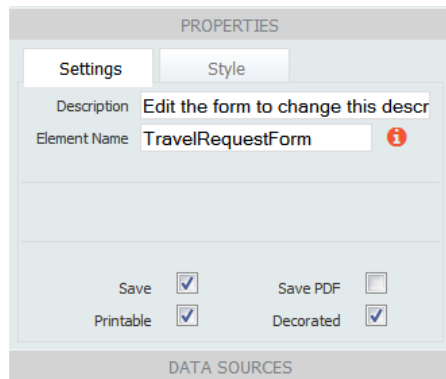 PROPERTIES
Settings Style
Description Edit the form to change this descr
Element Name TravelRequestForm
Save Save PDF
Printable Decorated
DATA SOURCES